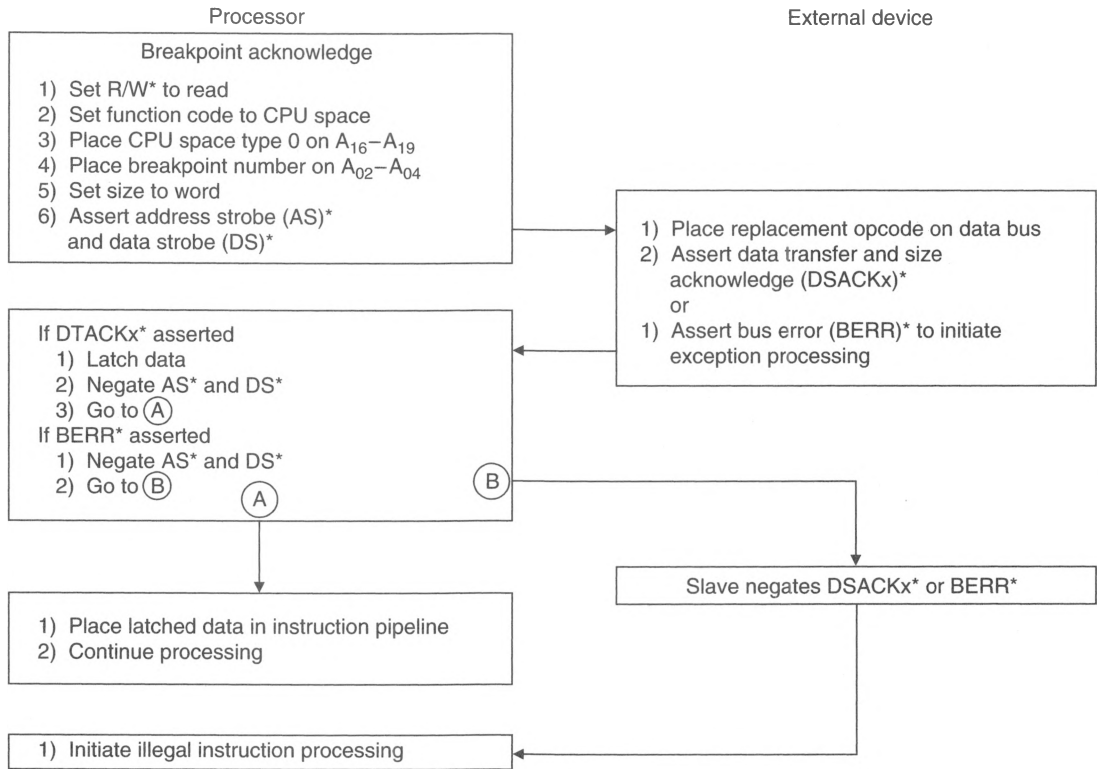 Processor
External device
Breakpoint acknowledge
1) Set R/W* to read
2) Set function code to CPU space
3) Place CPU space type 0 on A16–A19
4) Place breakpoint number on A02–A04
5) Set size to word
6) Assert address strobe (AS)*
and data strobe (DS)*
1) Place replacement opcode on data bus
2) Assert data transfer and size
acknowledge (DSACKx)*
or
1) Assert bus error (BERR)* to initiate
exception processing
If DTACKx* asserted
1) Latch data
2) Negate AS* and DS*
3) Go to A
If BERR* asserted
1) Negate AS* and DS*
2) Go to B
A
B
Slave negates DSACKx* or BERR*
1) Place latched data in instruction pipeline
2) Continue processing
1) Initiate illegal instruction processing